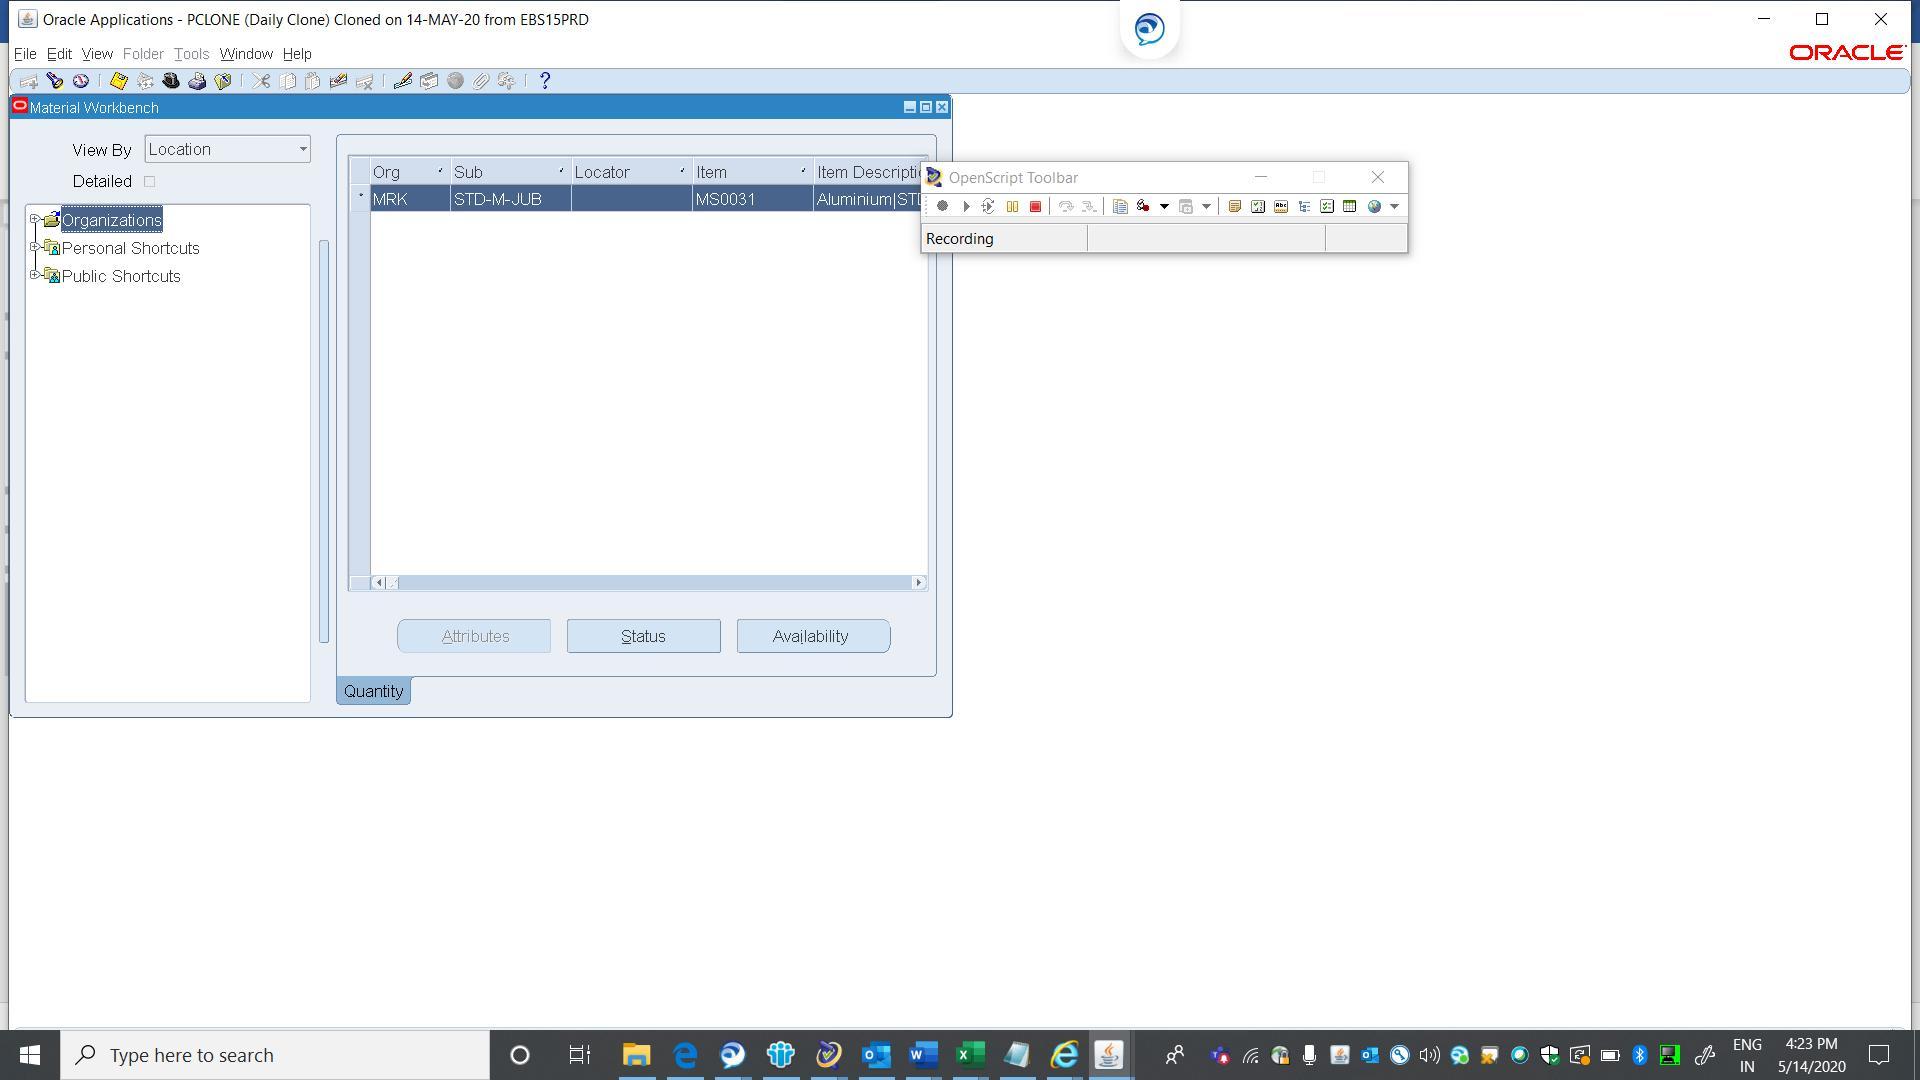 Oracle Applications - PCLONE (Daily Clone) Cloned on 14-MAY-20 from EBS15PRD
File Edit View Folder Tools Window Help
ORACLE
Material Workbench
View By Location
Detailed
Organizations
Personal Shortcuts
Public Shortcuts
Org Sub Locator Item Item Descripti
MRK STD-M-JUB MS0031 Aluminium|STD
OpenScript Toolbar
Recording
Attributes Status Availability
Quantity
Type here to search
ENG
IN
4:23 PM
5/14/2020